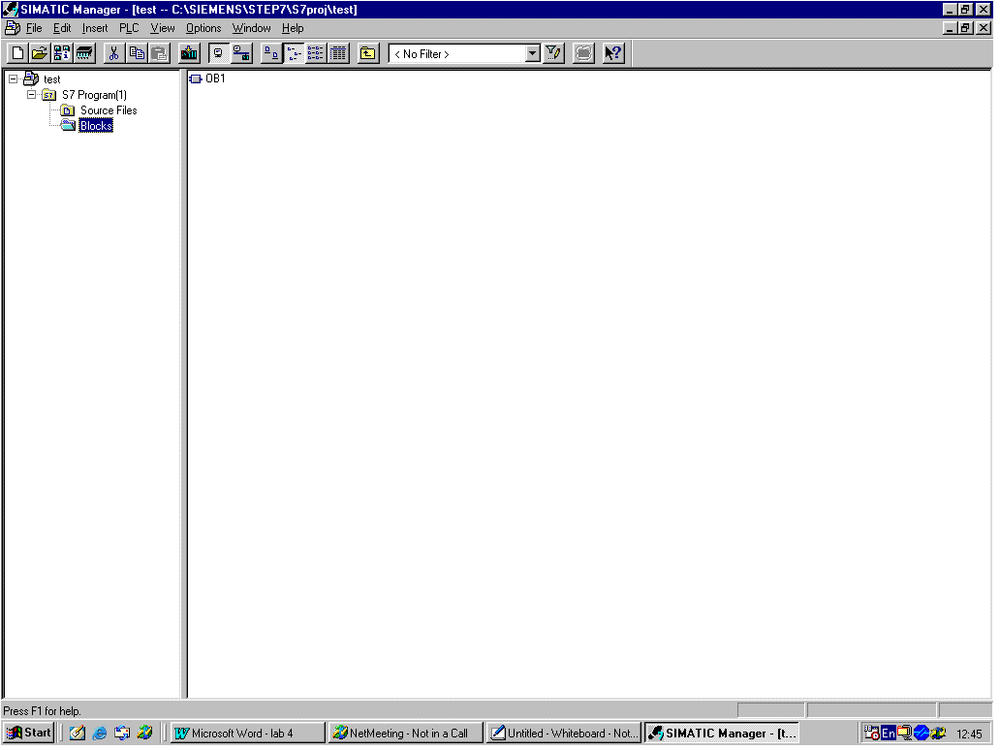 SIMATIC Manager - [test -- C:\SIEMENS\STEP7\S7proj\test]
File Edit Insert PLC View Options Window Help
< No Filter >
test
S7 Program(1)
Source Files
Blocks
OB1
Press F1 for help.
Start Microsoft Word - lab 4 NetMeeting - Not in a Call Untitled - Whiteboard - Not... SIMATIC Manager - [t... En 12:45